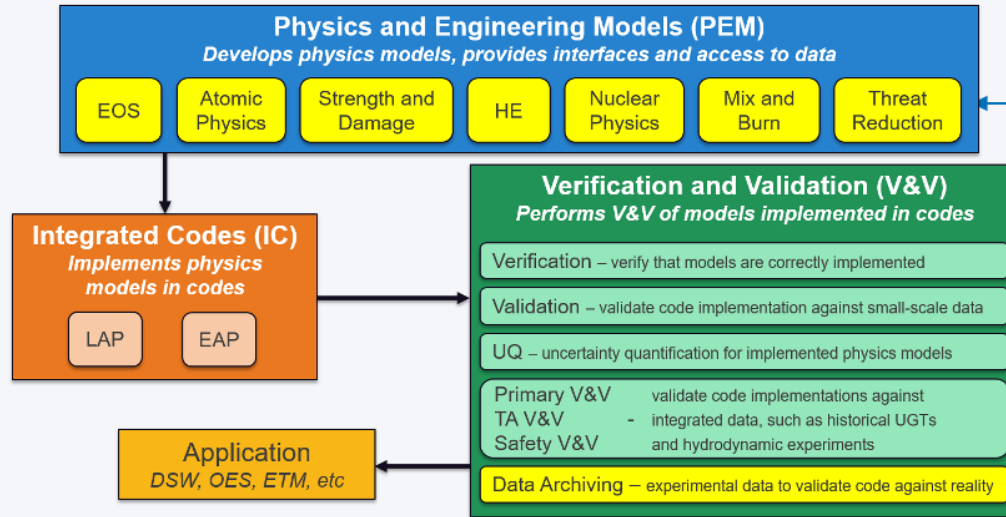 Physics and Engineering Models (PEM)
Develops physics models, provides interfaces and access to data
EOS
Atomic
Physics
Strength and
Damage
HE
Nuclear
Physics
Mix and
Burn
Threat
Reduction
Integrated Codes (IC)
Implements physics
models in codes
LAP
EAP
Verification and Validation (V&V)
Performs V&V of models implemented in codes
Verification – verify that models are correctly implemented
Validation – validate code implementation against small-scale data
UQ – uncertainty quantification for implemented physics models
Primary V&V validate code implementations against
TA V&V - integrated data, such as historical UGTs
Safety V&V and hydrodynamic experiments
Data Archiving – experimental data to validate code against reality
Application
DSW, OES, ETM, etc